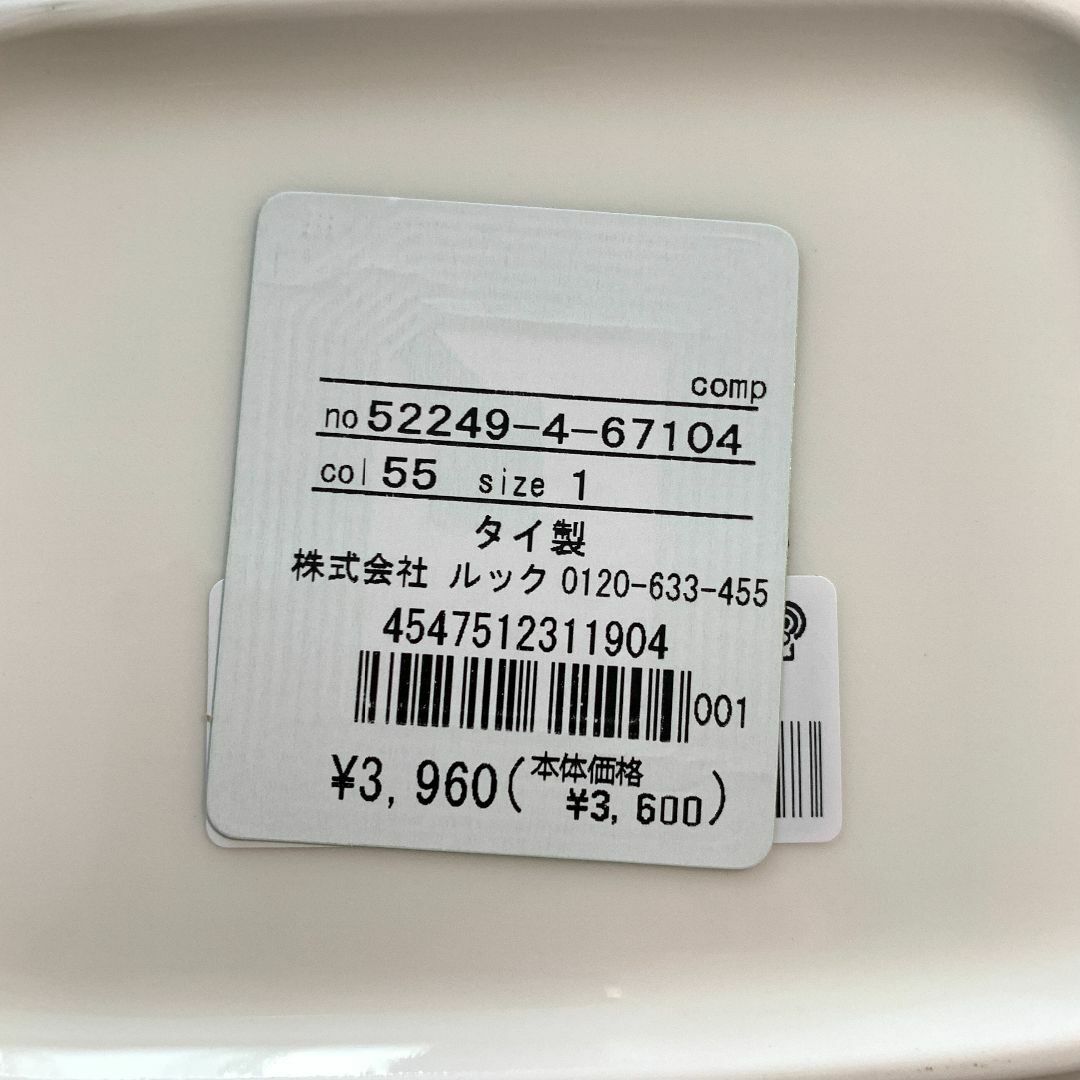 comp
no 52249-4-67104
col 55 size 1
タイ製
株式会社 ルック 0120-633-455
4547512311904
001
¥3,960(本体価格
¥3,600)